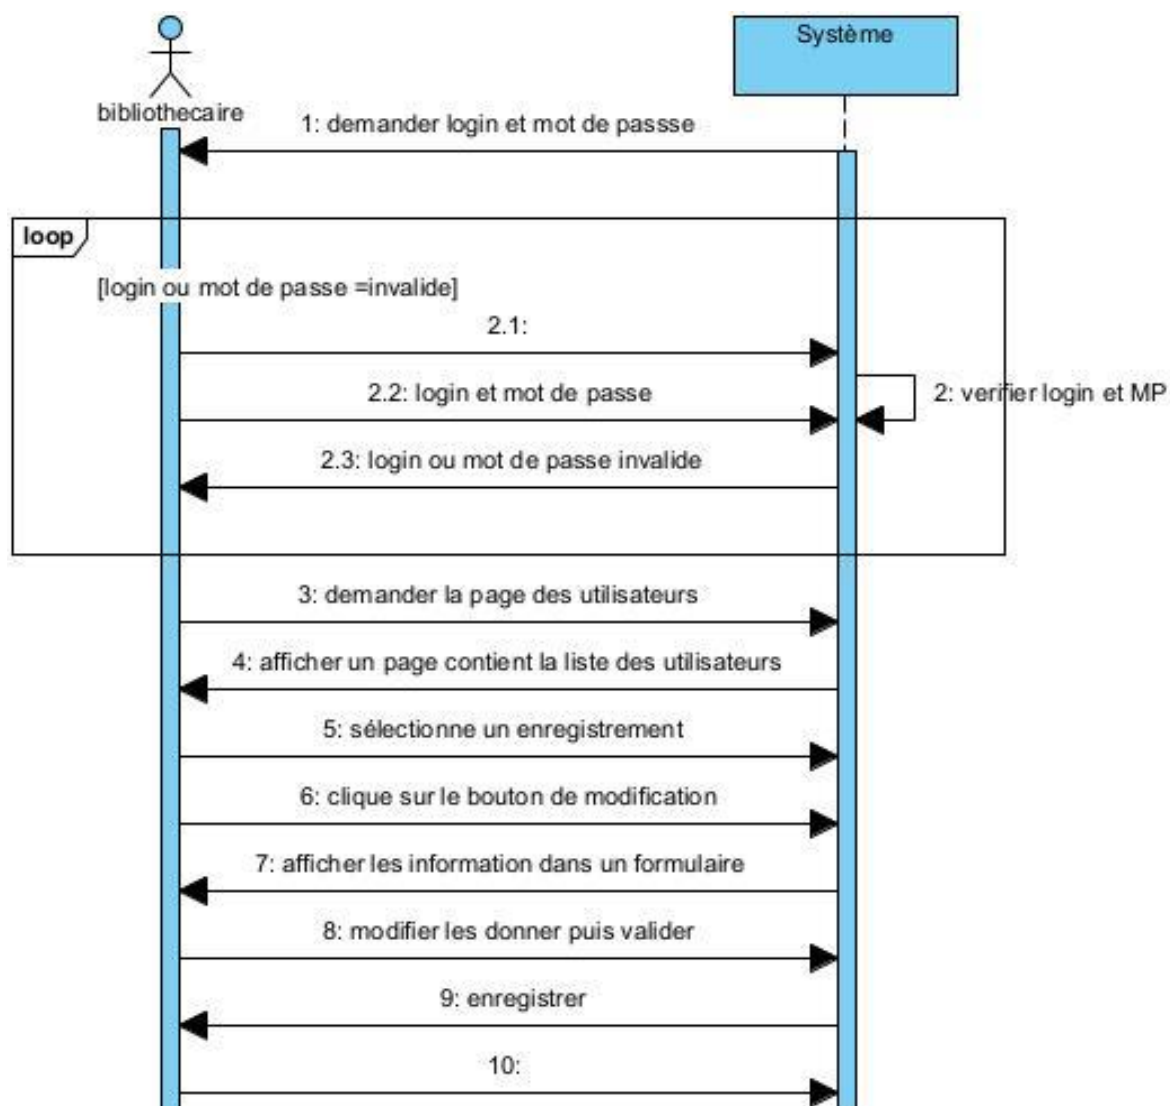 Système
bibliothecaire
1: demander login et mot de passse
loop
[login ou mot de passe =invalide]
2.1:
2.2: login et mot de passe
2: verifier login et MP
2.3: login ou mot de passe invalide
3: demander la page des utilisateurs
4: afficher un page contient la liste des utilisateurs
5: sélectionne un enregistrement
6: clique sur le bouton de modification
7: afficher les information dans un formulaire
8: modifier les donner puis valider
9: enregistrer
10: